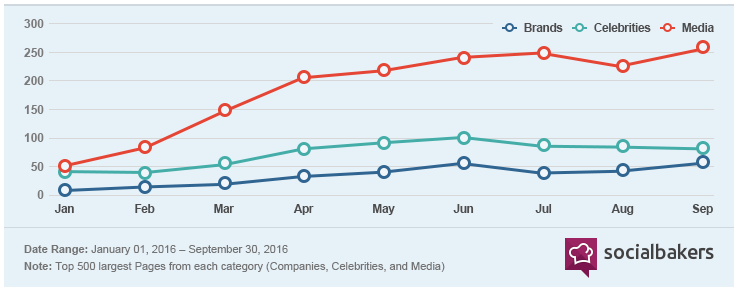 300
Brands Celebrities Media
250
200
150
100
50
0
Jan Feb Mar Apr May Jun Jul Aug Sep
Date Range: January 01, 2016 – September 30, 2016
Note: Top 500 largest Pages from each category (Companies, Celebrities, and Media)
socialbakers